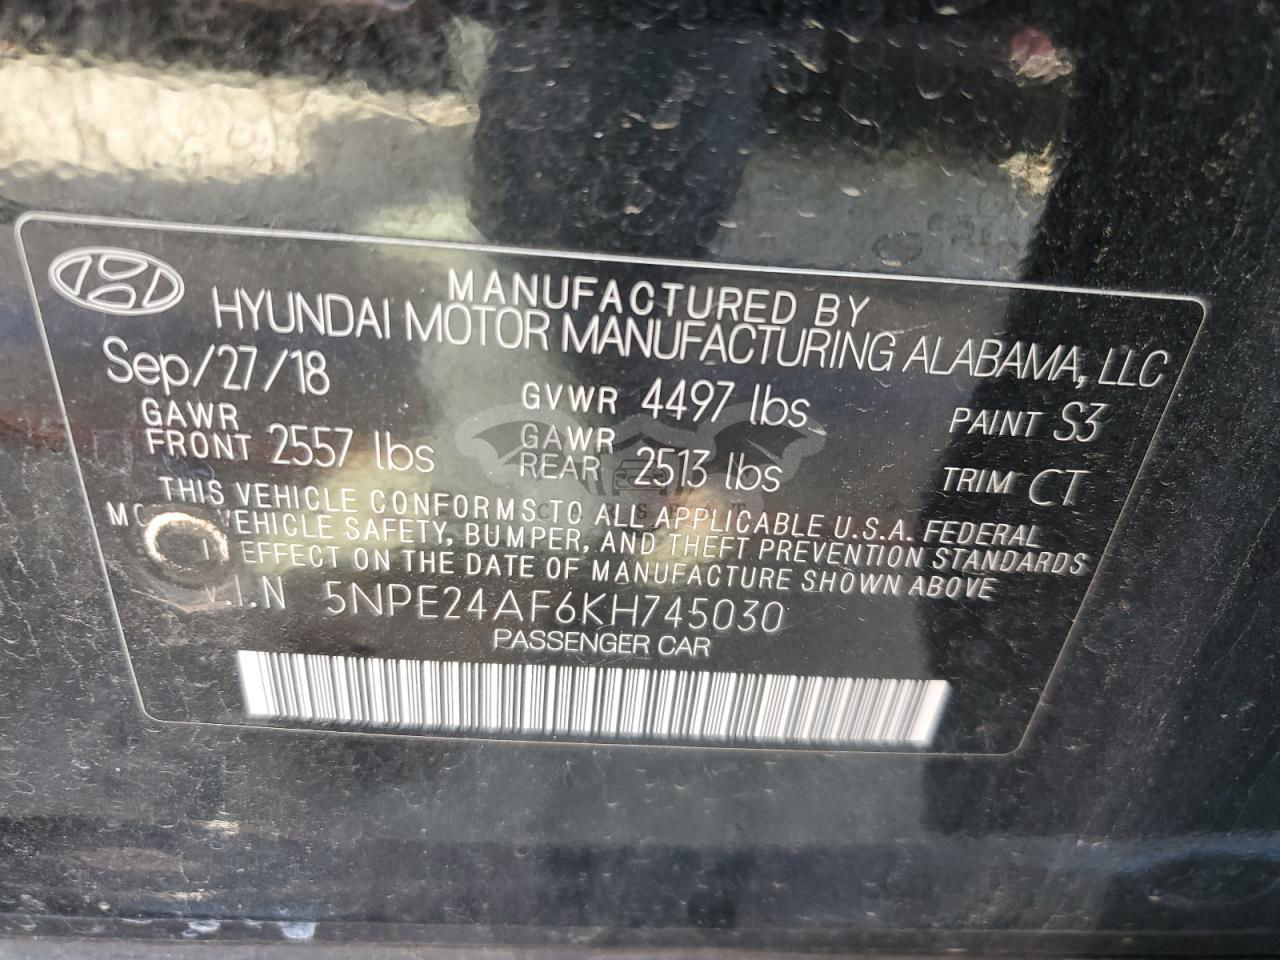 MANUFACTURED BY
HYUNDAI MOTOR MANUFACTURING ALABAMA, LLC
Sep/27/18 GVWR 4497 lbs PAINT S3
GAWR FRONT 2557 lbs GAWR REAR 2513 lbs TRIM CT
THIS VEHICLE CONFORMS TO ALL APPLICABLE U.S.A. FEDERAL
VEHICLE SAFETY, BUMPER, AND THEFT PREVENTION STANDARDS
EFFECT ON THE DATE OF MANUFACTURE SHOWN ABOVE
V.I.N 5NPE24AF6KH745030
PASSENGER CAR